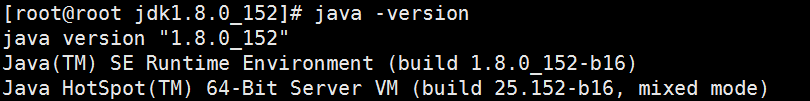 [root@root jdk1.8.0_152]# java -version
java version "1.8.0_152"
Java(TM) SE Runtime Environment (build 1.8.0_152-b16)
Java HotSpot(TM) 64-Bit Server VM (build 25.152-b16, mixed mode)